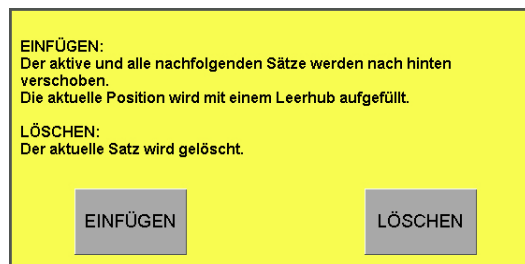 EINFÜGEN:
Der aktive und alle nachfolgenden Sätze werden nach hinten
verschoben.
Die aktuelle Position wird mit einem Leerhub aufgefüllt.
LÖSCHEN:
Der aktuelle Satz wird gelöscht.
EINFÜGEN
LÖSCHEN